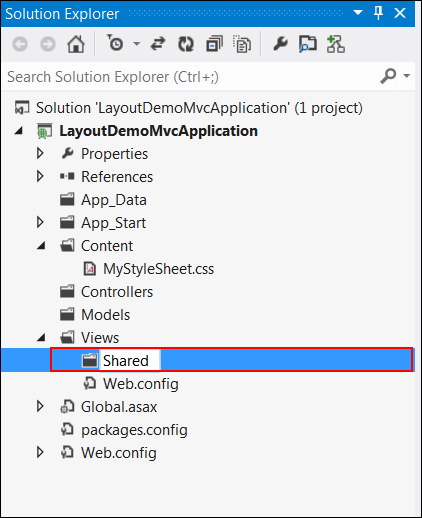 Solution Explorer
Search Solution Explorer (Ctrl+;)
Solution 'LayoutDemoMvcApplication' (1 project)
LayoutDemoMvcApplication
Properties
References
App_Data
App_Start
Content
MyStyleSheet.css
Controllers
Models
Views
Shared
Web.config
Global.asax
packages.config
Web.config